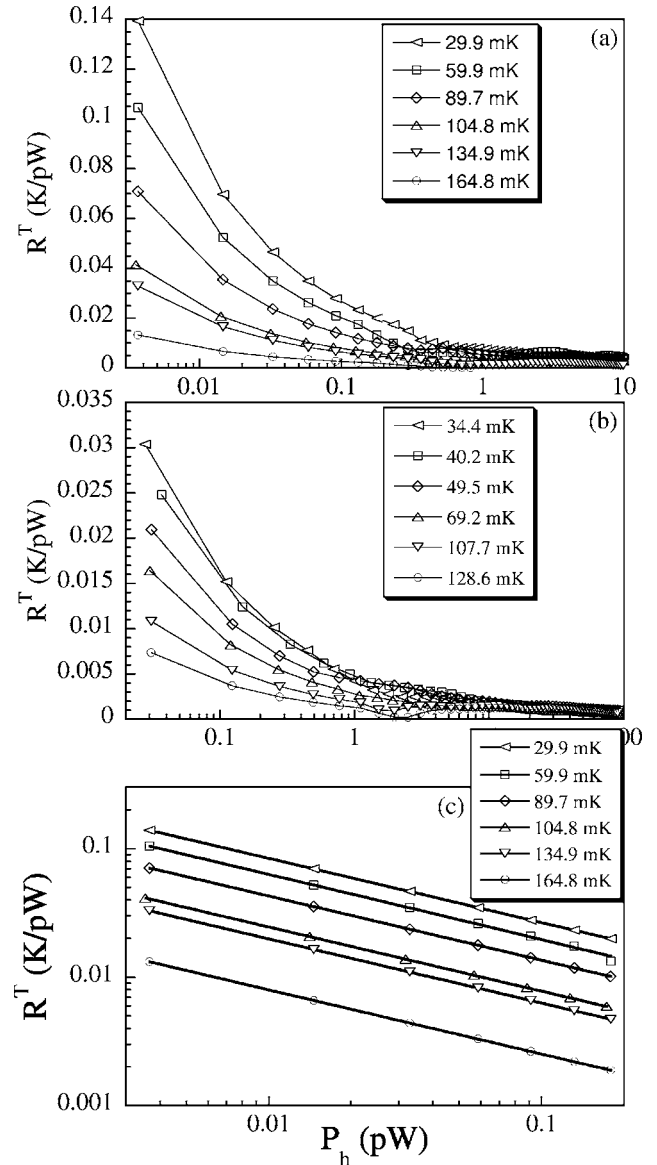 (a)
R^T (K/pW)
0.14
0.12
0.1
0.08
0.06
0.04
0.02
0
29.9 mK
59.9 mK
89.7 mK
104.8 mK
134.9 mK
164.8 mK
0.01 0.1 1 10
(b)
R^T (K/pW)
0.035
0.03
0.025
0.02
0.015
0.01
0.005
0
34.4 mK
40.2 mK
49.5 mK
69.2 mK
107.7 mK
128.6 mK
0.1 1 00
(c)
R^T (K/pW)
0.1
0.01
0.001
29.9 mK
59.9 mK
89.7 mK
104.8 mK
134.9 mK
164.8 mK
0.01 0.1
P_h (pW)